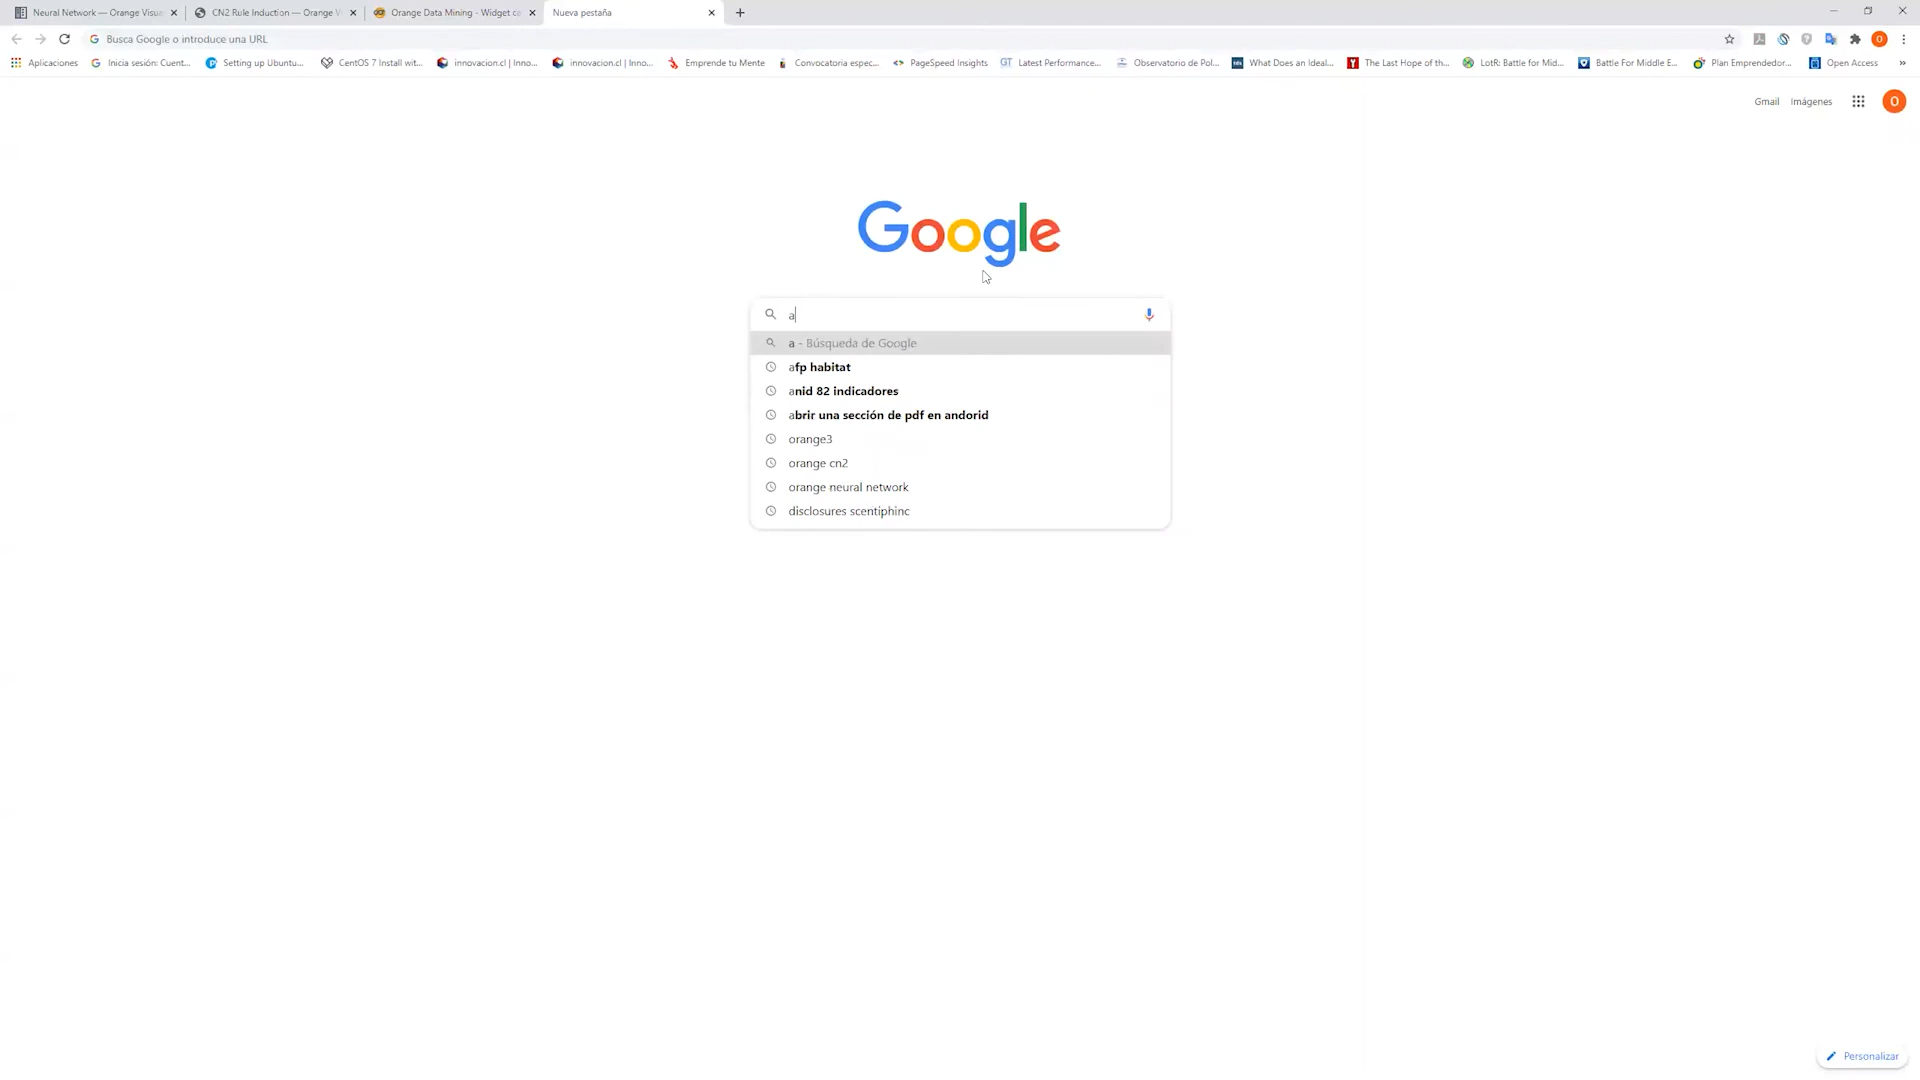 Neural Network — Orange Visua
CN2 Rule Induction — Orange V
Orange Data Mining - Widget ca
Nueva pestaña
Busca Google o introduce una URL
O
Aplicaciones
Inicia sesión: Cuent...
Setting up Ubuntu...
CentOS 7 Install wit...
innovacion.cl | Inno...
innovacion.cl | Inno...
Emprende tu Mente
Convocatoria espec...
PageSpeed Insights
GT Latest Performance...
Observatorio de Pol...
What Does an Ideal...
The Last Hope of th...
LotR: Battle for Mid...
Battle For Middle E...
Plan Emprendedor...
Open Access
»
Gmail
Imágenes
O
Google
a
a - Búsqueda de Google
afp habitat
anid 82 indicadores
abrir una sección de pdf en andorid
orange3
orange cn2
orange neural network
disclosures scentiphinc
Personalizar